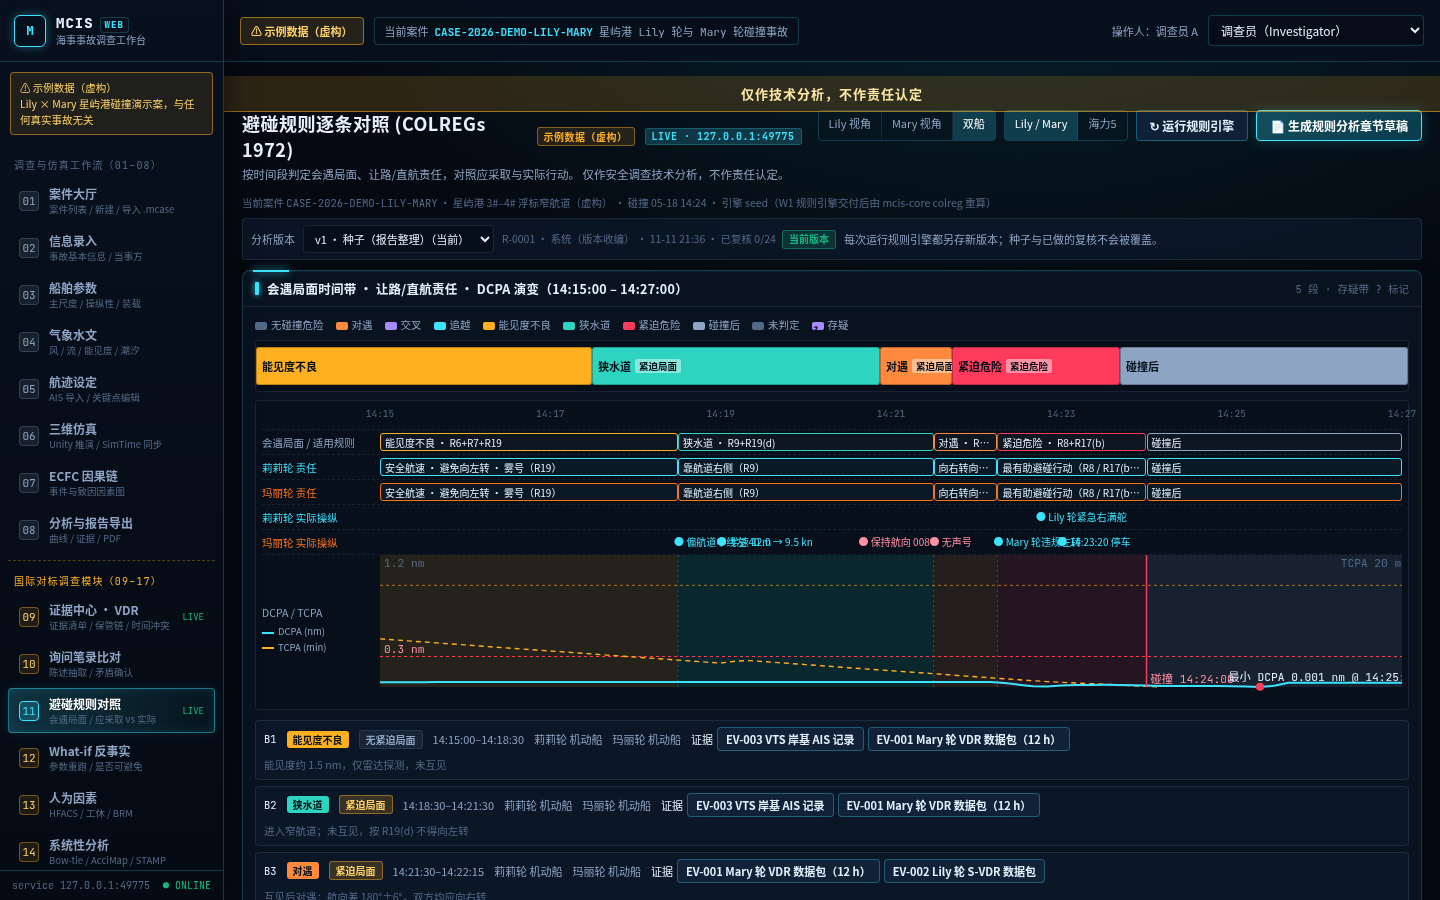 M
MCIS WEB
海事事故调查工作台
⚠ 示例数据（虚构）
Lily × Mary 星屿港碰撞演示案，与任何真实事故无关
调查与仿真工作流（01–08）
01 案件大厅
案件列表 / 新建 / 导入 .mcase
02 信息录入
事故基本信息 / 当事方
03 船舶参数
主尺度 / 操纵性 / 装载
04 气象水文
风 / 流 / 能见度 / 潮汐
05 航迹设定
AIS 导入 / 关键点编辑
06 三维仿真
Unity 推演 / SimTime 同步
07 ECFC 因果链
事件与致因因素图
08 分析与报告导出
曲线 / 证据 / PDF
国际对标调查模块（09–17）
09 证据中心 · VDR LIVE
证据清单 / 保管链 / 时间冲突
10 询问笔录比对
陈述抽取 / 矛盾确认
11 避碰规则对照 LIVE
会遇局面 / 应采取 vs 实际
12 What-if 反事实
参数重跑 / 是否可避免
13 人为因素
HFACS / 工休 / BRM
14 系统性分析
Bow-tie / AcciMap / STAMP
service 127.0.0.1:49775 ONLINE
⚠ 示例数据（虚构）
当前案件 CASE-2026-DEMO-LILY-MARY 星屿港 Lily 轮与 Mary 轮碰撞事故
操作人：调查员 A
调查员（Investigator）
仅作技术分析，不作责任认定
避碰规则逐条对照 (COLREGs 1972)
示例数据（虚构）
LIVE · 127.0.0.1:49775
Lily 视角 Mary 视角 双船
Lily / Mary 海力5
↻ 运行规则引擎
📄 生成规则分析章节草稿
按时间段判定会遇局面、让路/直航责任，对照应采取与实际行动。 仅作安全调查技术分析，不作责任认定。
当前案件 CASE-2026-DEMO-LILY-MARY · 星屿港 3#–4# 浮标窄航道（虚构） · 碰撞 05-18 14:24 · 引擎 seed（W1 规则引擎交付后由 mcis-core colreg 重算）
分析版本 v1 · 种子（报告整理）（当前） R-0001 · 系统（版本收编） · 11-11 21:36 · 已复核 0/24 当前版本 每次运行规则引擎都另存新版本；种子与已做的复核不会被覆盖。
会遇局面时间带 · 让路/直航责任 · DCPA 演变（14:15:00 – 14:27:00）
5 段 · 存疑带 ? 标记
无碰撞危险 对遇 交叉 追越 能见度不良 狭水道 紧迫危险 碰撞后 未判定 存疑
能见度不良 狭水道 紧迫局面 对遇 紧迫局面 紧迫危险 紧迫危险 碰撞后
14:15 14:17 14:19 14:21 14:23 14:25 14:27
会遇局面 / 适用规则 能见度不良 · R6+R7+R19 狭水道 · R9+R19(d) 对遇 · R… 紧迫危险 · R8+R17(b) 碰撞后
莉莉轮 责任 安全航速 · 避免向左转 · 雾号（R19） 靠航道右侧（R9） 向右转向… 最有助避碰行动（R8 / R17(b… 碰撞后
玛丽轮 责任 安全航速 · 避免向左转 · 雾号（R19） 靠航道右侧（R9） 向右转向… 最有助避碰行动（R8 / R17(b… 碰撞后
莉莉轮 实际操纵 Lily 轮紧急右满舵
玛丽轮 实际操纵 偏航道 → 9.5 kn 保持航向 008 无声号 Mary 轮违规左转 14:23:20 停车
1.2 nm TCPA 20 m
DCPA / TCPA
DCPA (nm)
TCPA (min)
0.3 nm
碰撞 14:24:00
最小 DCPA 0.001 nm @ 14:25:
B1 能见度不良 无紧迫局面 14:15:00–14:18:30 莉莉轮 机动船 玛丽轮 机动船 证据 EV-003 VTS 岸基 AIS 记录 EV-001 Mary 轮 VDR 数据包（12 h）
能见度约 1.5 nm，仅雷达探测，未互见
B2 狭水道 紧迫局面 14:18:30–14:21:30 莉莉轮 机动船 玛丽轮 机动船 证据 EV-003 VTS 岸基 AIS 记录 EV-001 Mary 轮 VDR 数据包（12 h）
进入窄航道；未互见，按 R19(d) 不得向左转
B3 对遇 紧迫局面 14:21:30–14:22:15 莉莉轮 机动船 玛丽轮 机动船 证据 EV-001 Mary 轮 VDR 数据包（12 h） EV-002 Lily 轮 S-VDR 数据包
互见后对遇：航向差 180°±6°，双方均应向右转